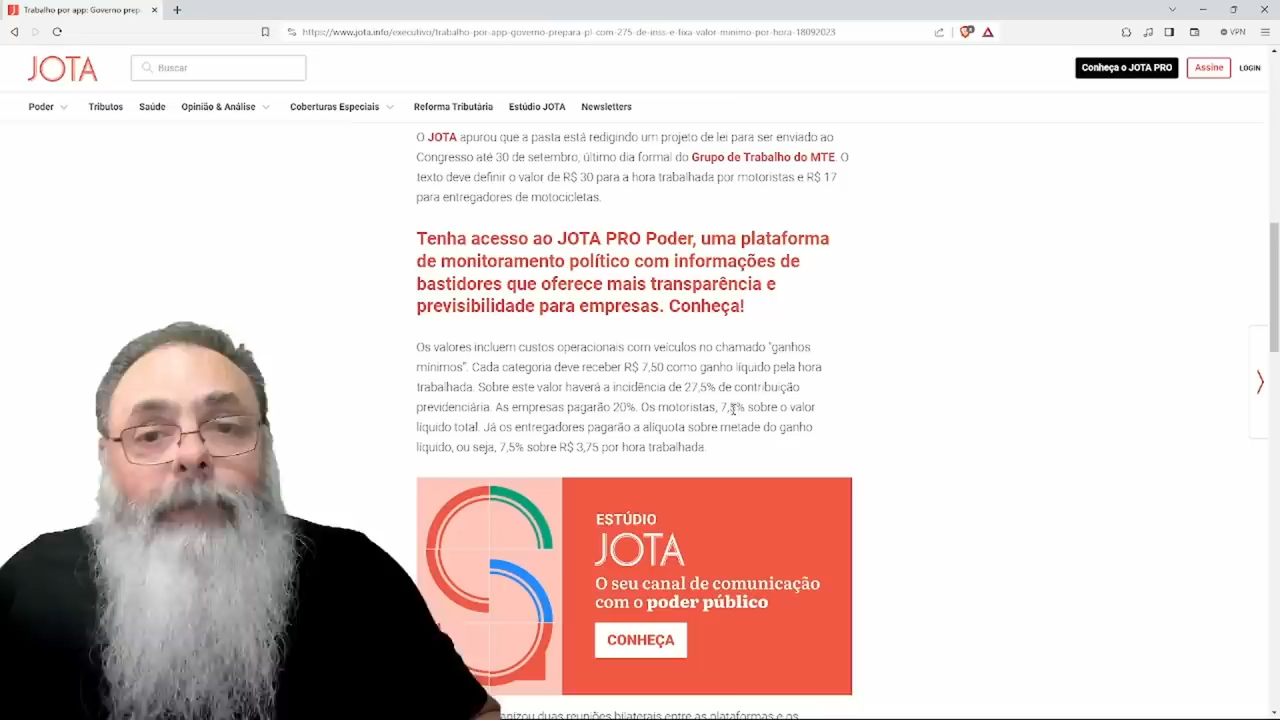 Trabalho por app: Governo prep
https://www.jota.info/executivo/trabalho-por-app-governo-prepara-pl-com-275-de-inss-e-fixa-valor-minimo-por-hora-18092023
VPN
JOTA
Buscar
Conheça o JOTA PRO
Assine
LOGIN
Poder
Tributos
Saúde
Opinião & Análise
Coberturas Especiais
Reforma Tributária
Estúdio JOTA
Newsletters
O JOTA apurou que a pasta está redigindo um projeto de lei para ser enviado ao
Congresso até 30 de setembro, último dia formal do Grupo de Trabalho do MTE. O
texto deve definir o valor de R$ 30 para a hora trabalhada por motoristas e R$ 17
para entregadores de motocicletas.
Tenha acesso ao JOTA PRO Poder, uma plataforma
de monitoramento político com informações de
bastidores que oferece mais transparência e
previsibilidade para empresas. Conheça!
Os valores incluem custos operacionais com veículos no chamado "ganhos
mínimos". Cada categoria deve receber R$ 7,50 como ganho líquido pela hora
trabalhada. Sobre este valor haverá a incidência de 27,5% de contribuição
previdenciária. As empresas pagarão 20%. Os motoristas, 7,5% sobre o valor
líquido total. Já os entregadores pagarão a alíquota sobre metade do ganho
líquido, ou seja, 7,5% sobre R$ 3,75 por hora trabalhada.
ESTÚDIO
JOTA
O seu canal de comunicação
com o poder público
CONHEÇA
nizou duas reuniões bilaterais entre as plataformas e os